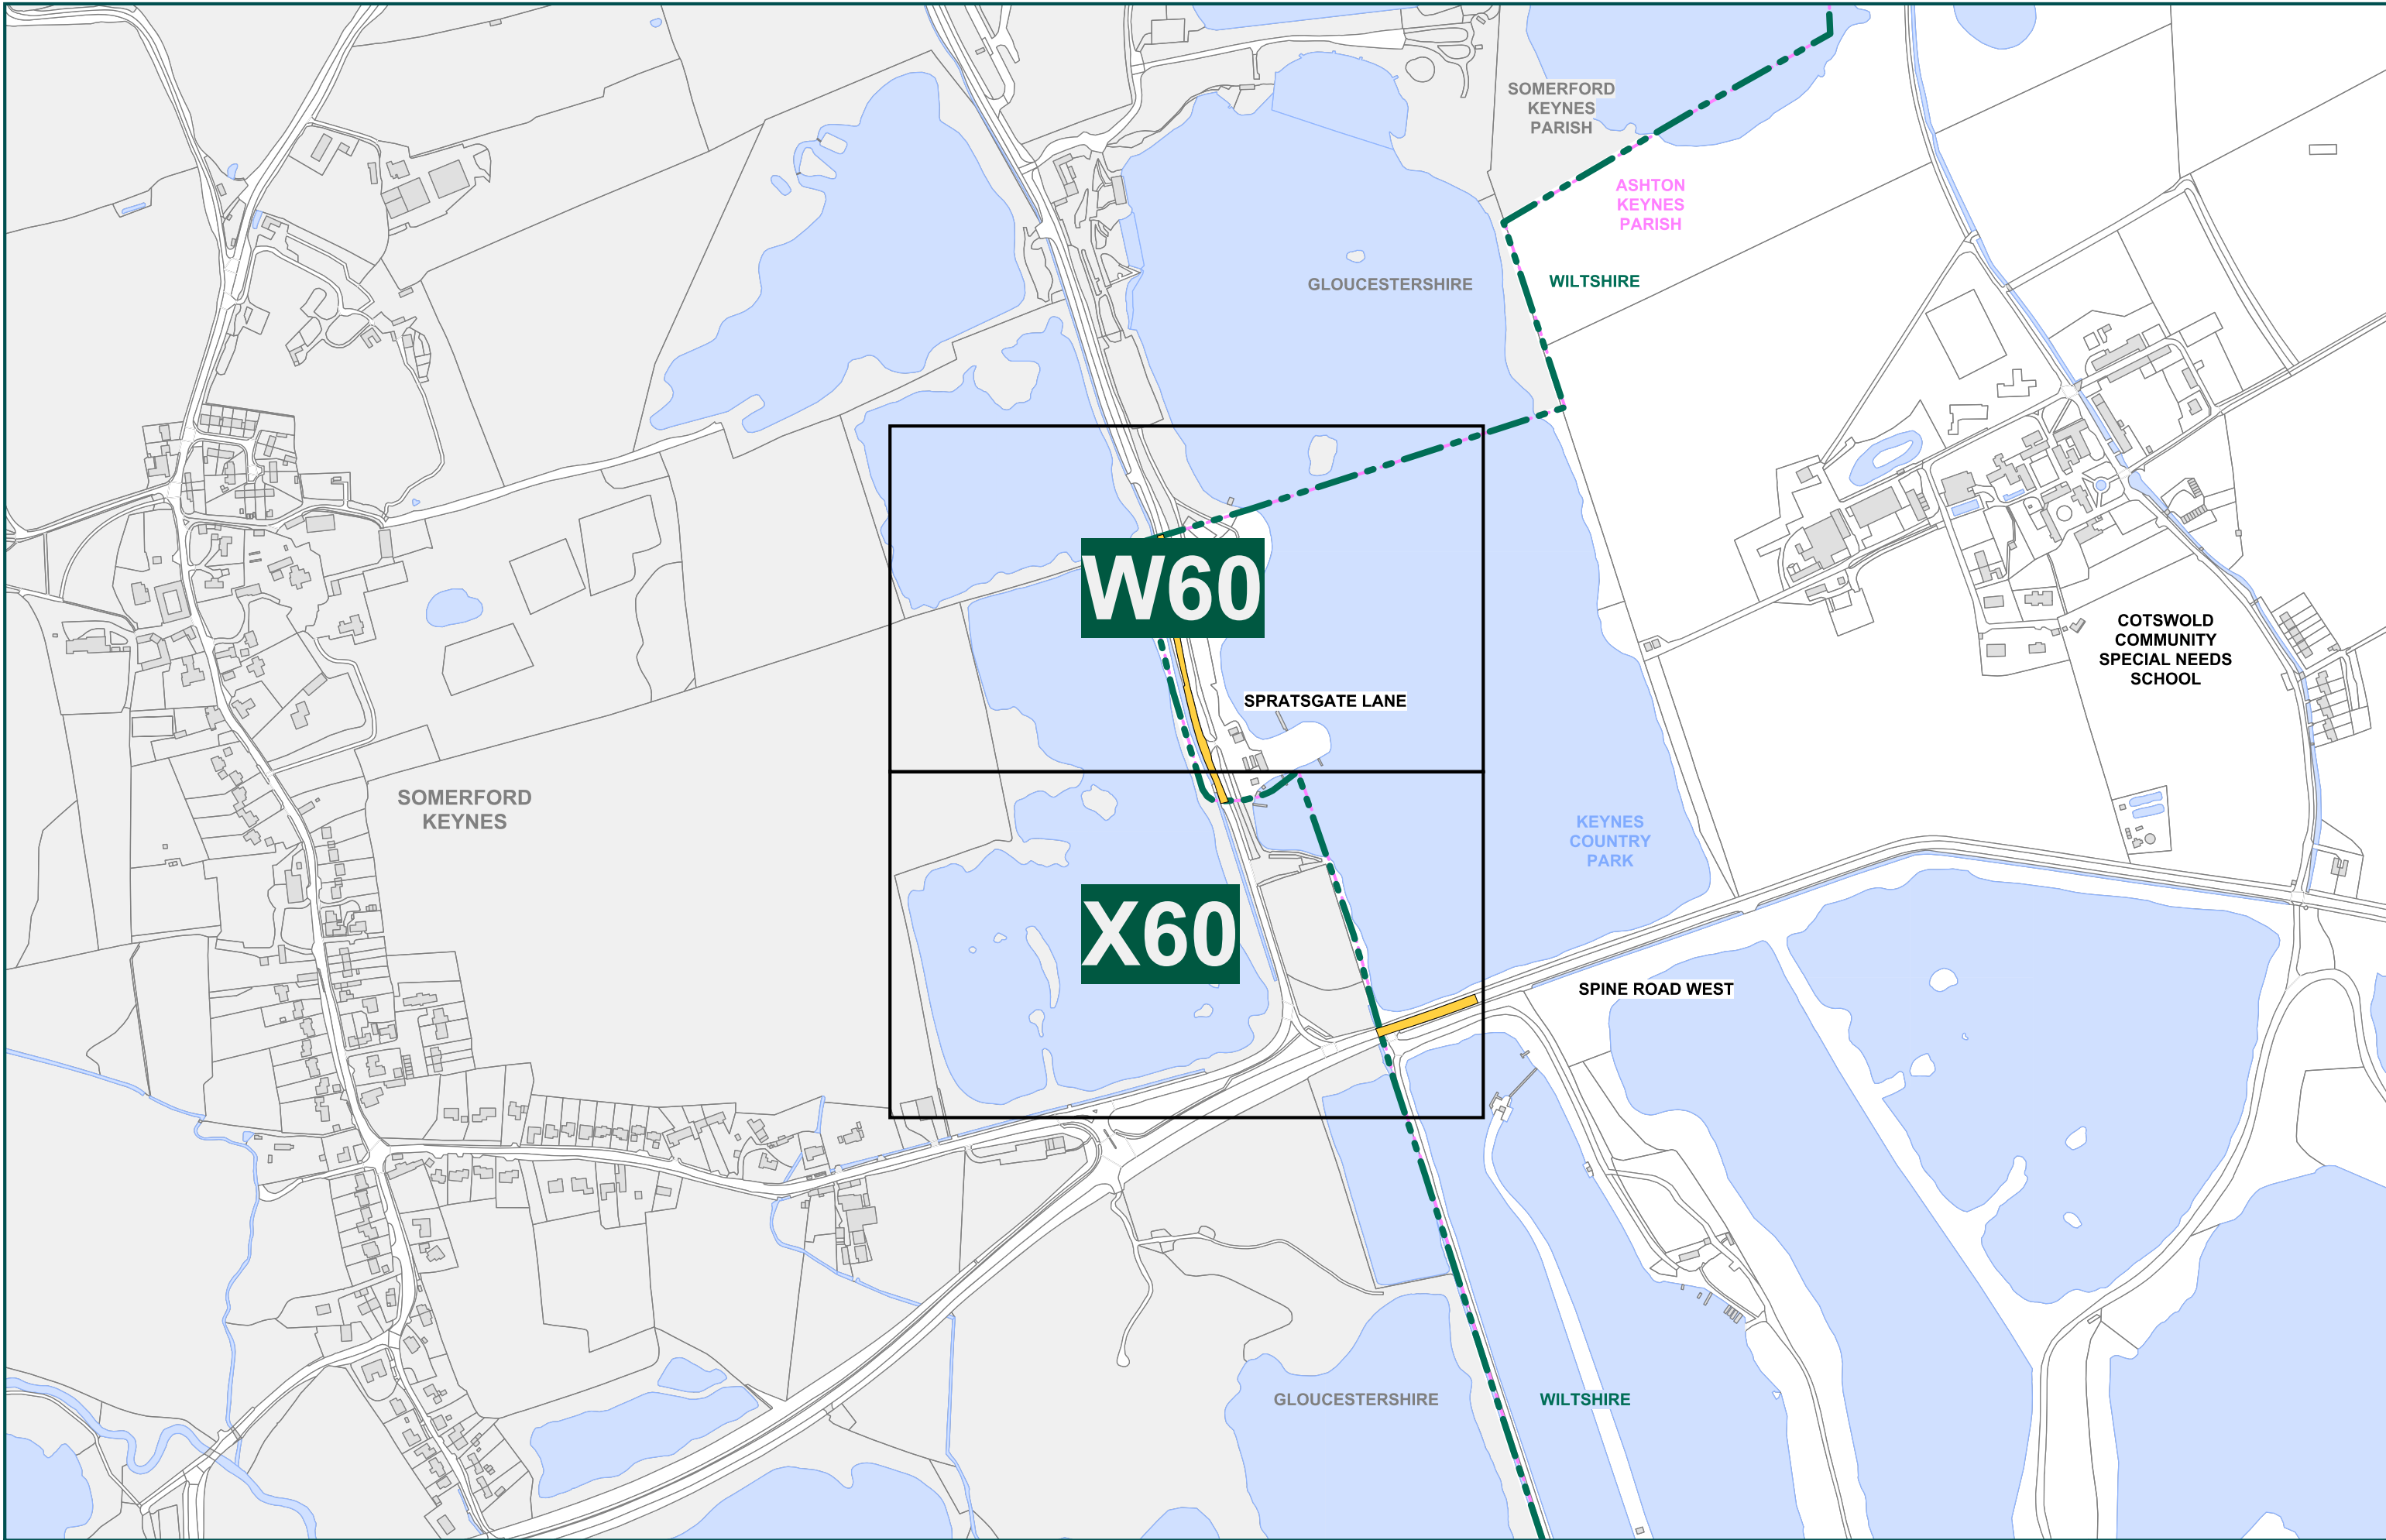 SOMERFORD
KEYNES
PARISH
ASHTON
KEYNES
PARISH
GLOUCESTERSHIRE
WILTSHIRE
W60
COTSWOLD
COMMUNITY
SPECIAL NEEDS
SCHOOL
SPRATSGATE LANE
SOMERFORD
KEYNES
KEYNES
COUNTRY
PARK
X60
SPINE ROAD WEST
GLOUCESTERSHIRE
WILTSHIRE